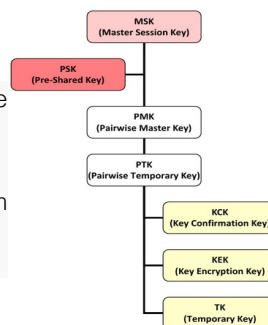 MSK
(Master Session Key)
PSK
(Pre-Shared Key)
e
PMK
(Pairwise Master Key)
PTK
(Pairwise Temporary Key)
n
KCK
(Key Confirmation Key)
KEK
(Key Encryption Key)
TK
(Temporary Key)